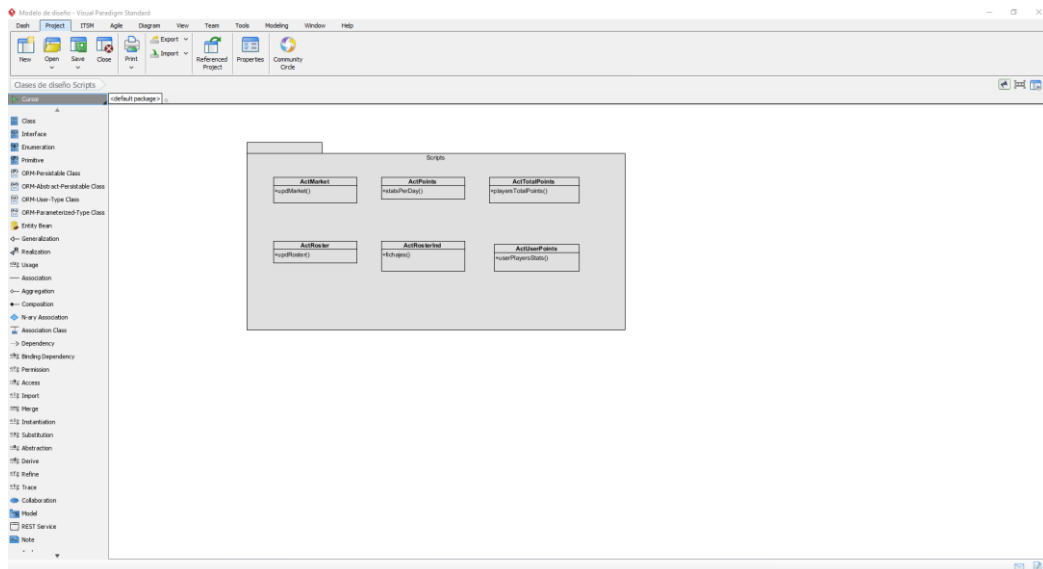 Modelo de diseño - Visual Paradigm Standard
Dash Project ITSM Agile Diagram View Team Tools Modeling Window Help
New Open Save Close Print Export Import Referenced Project Properties Community Circle
Clases de diseño Scripts
Cursor
<default package>
Class
Interface
Enumeration
Primitive
ORM-Persistable Class
ORM-Abstract-Persistable Class
ORM-User-Type Class
ORM-Parameterized-Type Class
Entity Bean
Generalization
Realization
Usage
Association
Aggregation
Composition
N-ary Association
Association Class
Dependency
Binding Dependency
Permission
Access
Import
Merge
Instantiation
Substitution
Abstraction
Derive
Refine
Trace
Collaboration
Model
REST Service
Note
Scripts
ActMarket
+updMarket()
ActPoints
+statsPerDay()
ActTotalPoints
+playersTotalPoints()
ActRoster
+updRoster()
ActRosterInd
+fichajes()
ActUserPoints
+userPlayersStats()